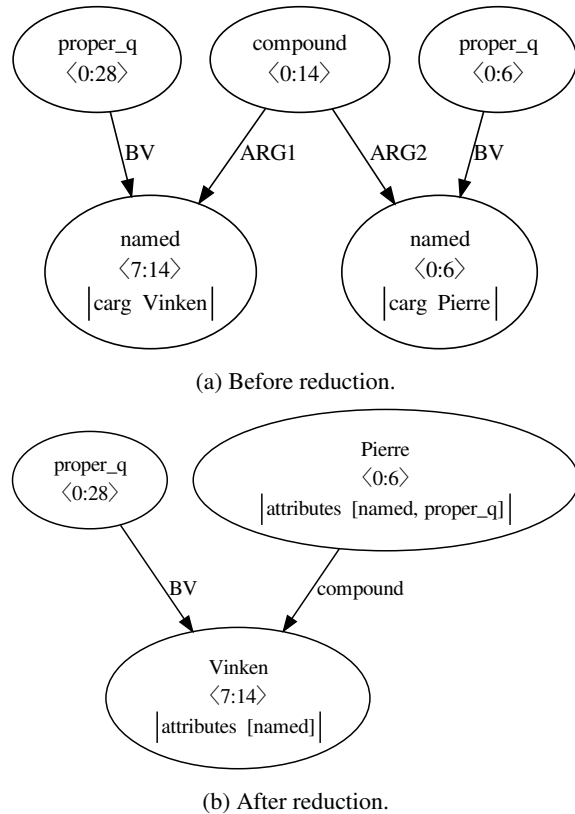 proper_q compound proper_q
〈0:28〉 〈0:14〉 〈0:6〉
BV ARG1 ARG2 BV
named named
〈7:14〉 〈0:6〉
|carg Vinken| |carg Pierre|
(a) Before reduction.
Pierre
proper_q 〈0:6〉
〈0:28〉 |attributes [named, proper_q]|
BV compound
Vinken
〈7:14〉
|attributes [named]|
(b) After reduction.